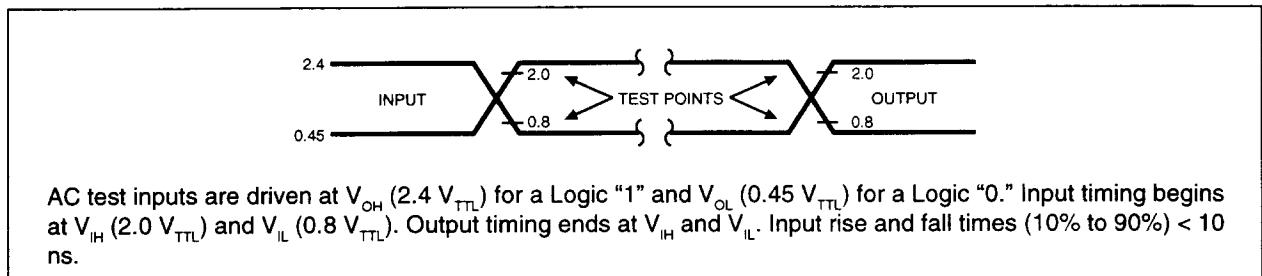 2.4 2.0 2.0
INPUT TEST POINTS OUTPUT
0.45 0.8 0.8
AC test inputs are driven at V_OH (2.4 V_TTL) for a Logic "1" and V_OL (0.45 V_TTL) for a Logic "0." Input timing begins
at V_IH (2.0 V_TTL) and V_IL (0.8 V_TTL). Output timing ends at V_IH and V_IL. Input rise and fall times (10% to 90%) < 10
ns.